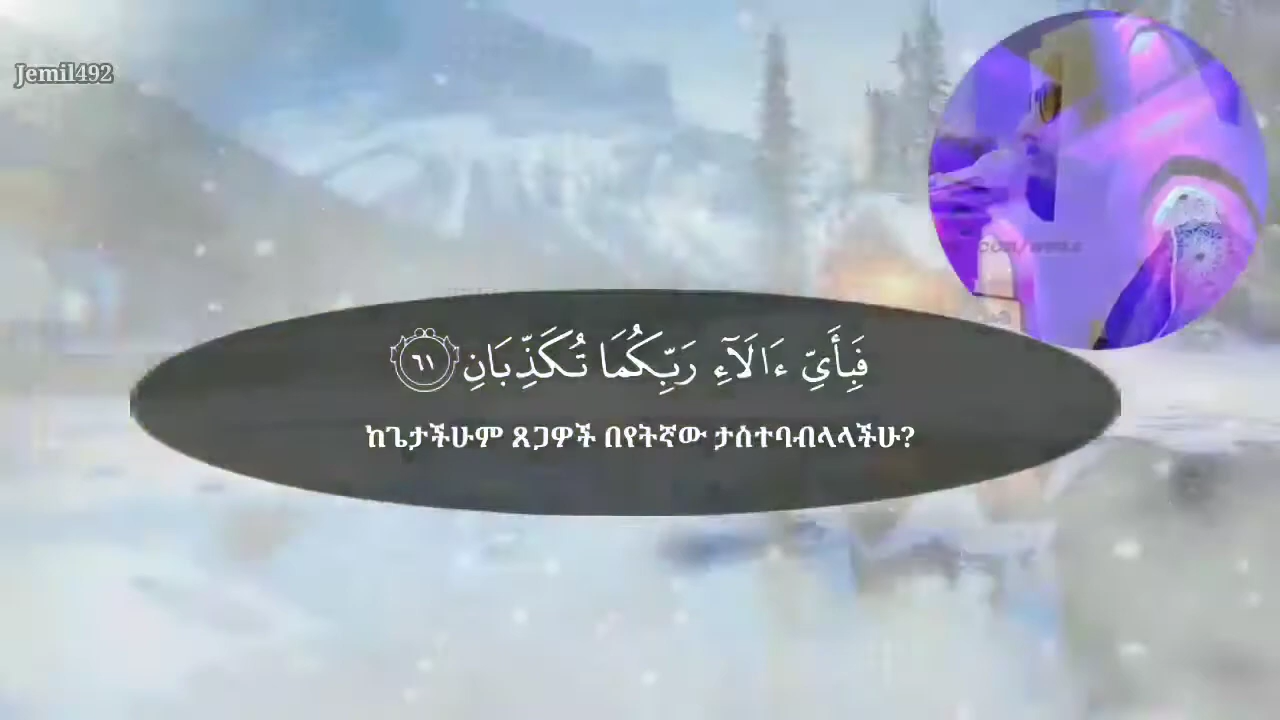 Jemil492
فَبِأَيِّ ءَالَآءِ رَبِّكُمَا تُكَذِّبَانِ ٦١
ከጌታችሁም ጸጋዎች በየትኛው ታስተባብላላችሁ?